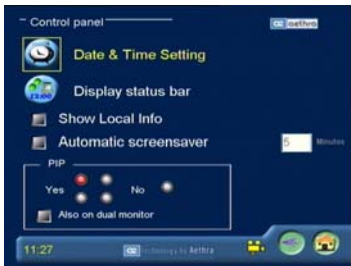 Control panel
aethra
Date & Time Setting
Display status bar
Show Local Info
Automatic screensaver
5 Minutes
PIP
Yes No
Also on dual monitor
11:27 technology by Aethra